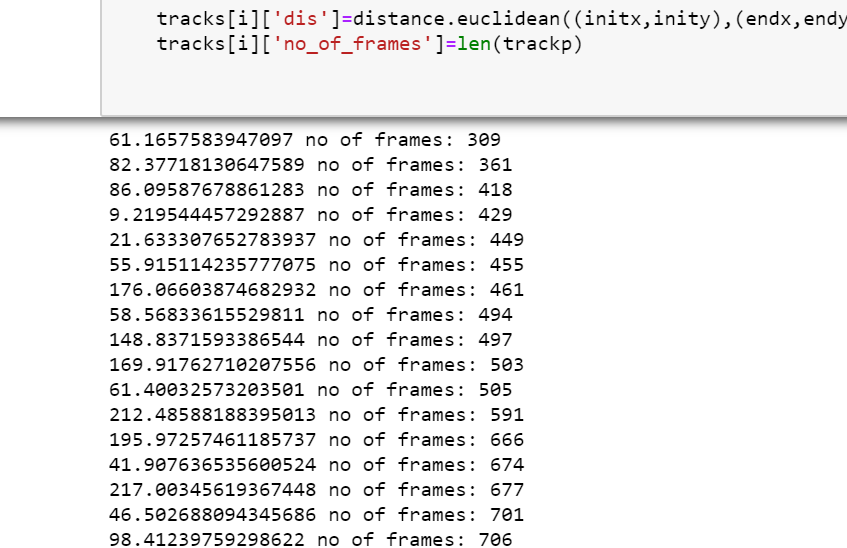 tracks[i]['dis']=distance.euclidean((initx,inity),(endx,endy
tracks[i]['no_of_frames']=len(trackp)
61.1657583947097 no of frames: 309
82.37718130647589 no of frames: 361
86.09587678861283 no of frames: 418
9.219544457292887 no of frames: 429
21.633307652783937 no of frames: 449
55.915114235777075 no of frames: 455
176.06603874682932 no of frames: 461
58.56833615529811 no of frames: 494
148.8371593386544 no of frames: 497
169.91762710207556 no of frames: 503
61.40032573203501 no of frames: 505
212.48588188395013 no of frames: 591
195.97257461185737 no of frames: 666
41.907636535600524 no of frames: 674
217.00345619367448 no of frames: 677
46.502688094345686 no of frames: 701
98.41239759298622 no of frames: 706